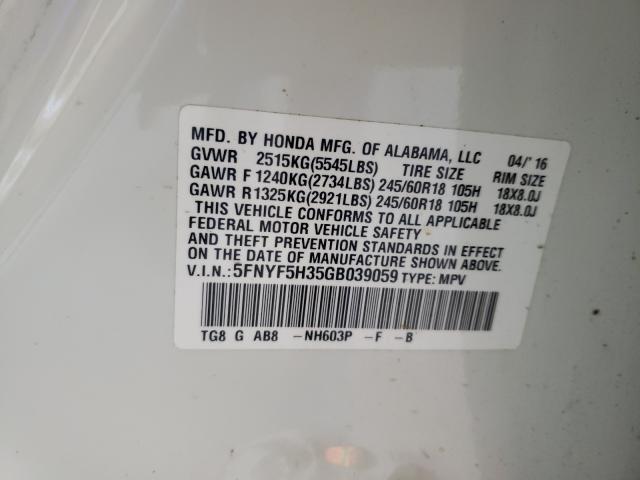 MFD. BY HONDA MFG. OF ALABAMA, LLC 04/'16
GVWR 2515KG(5545LBS) TIRE SIZE RIM SIZE
GAWR F 1240KG(2734LBS) 245/60R18 105H 18X8.0J
GAWR R 1325KG(2921LBS) 245/60R18 105H 18X8.0J
THIS VEHICLE CONFORMS TO ALL APPLICABLE
FEDERAL MOTOR VEHICLE SAFETY
AND THEFT PREVENTION STANDARDS IN EFFECT
ON THE DATE OF MANUFACTURE SHOWN ABOVE.
V.I.N.:5FNYF5H35GB039059 TYPE: MPV
TG8 G AB8 -NH603P -F -B